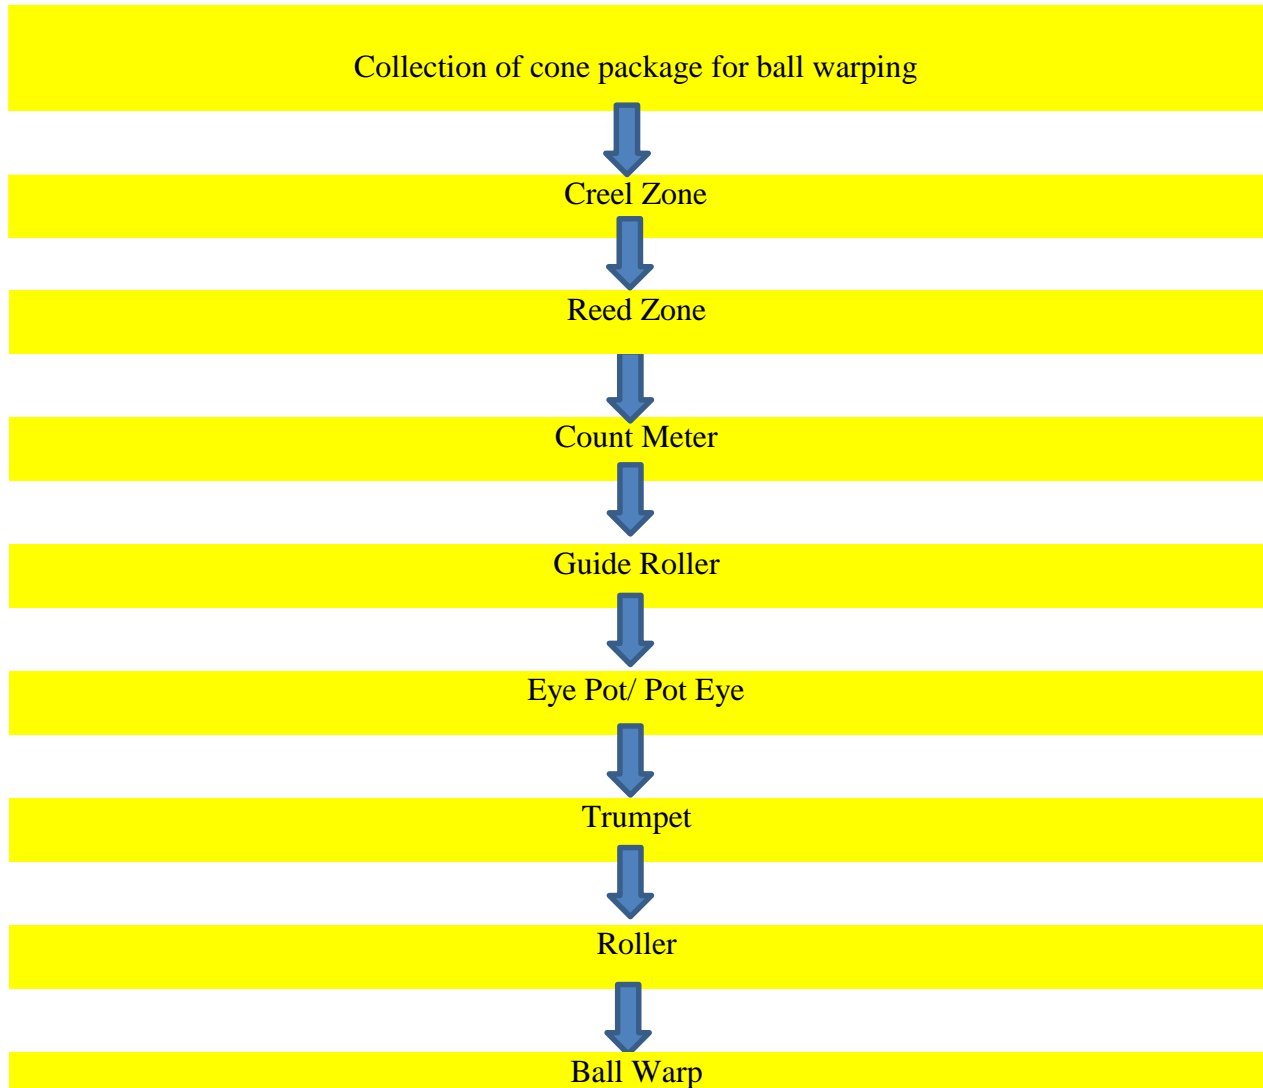 Collection of cone package for ball warping
Creel Zone
Reed Zone
Count Meter
Guide Roller
Eye Pot/ Pot Eye
Trumpet
Roller
Ball Warp